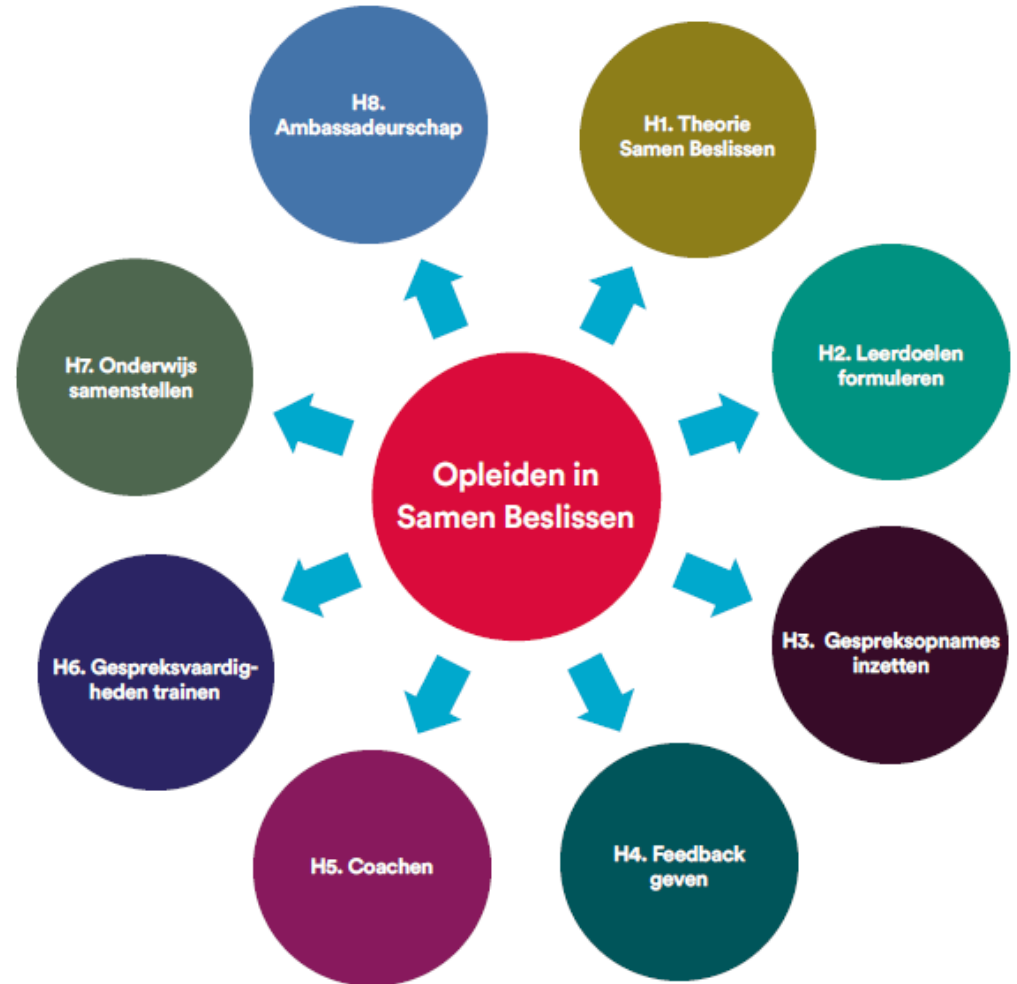 H8.
Ambassadeurschap
H1. Theorie
Samen Beslissen
H2. Leerdoelen
formuleren
H3. Gespreksopnames
inzetten
H4. Feedback
geven
H5. Coachen
H6. Gespreksvaardig-
heden trainen
H7. Onderwijs
samenstellen
Opleiden in
Samen Beslissen